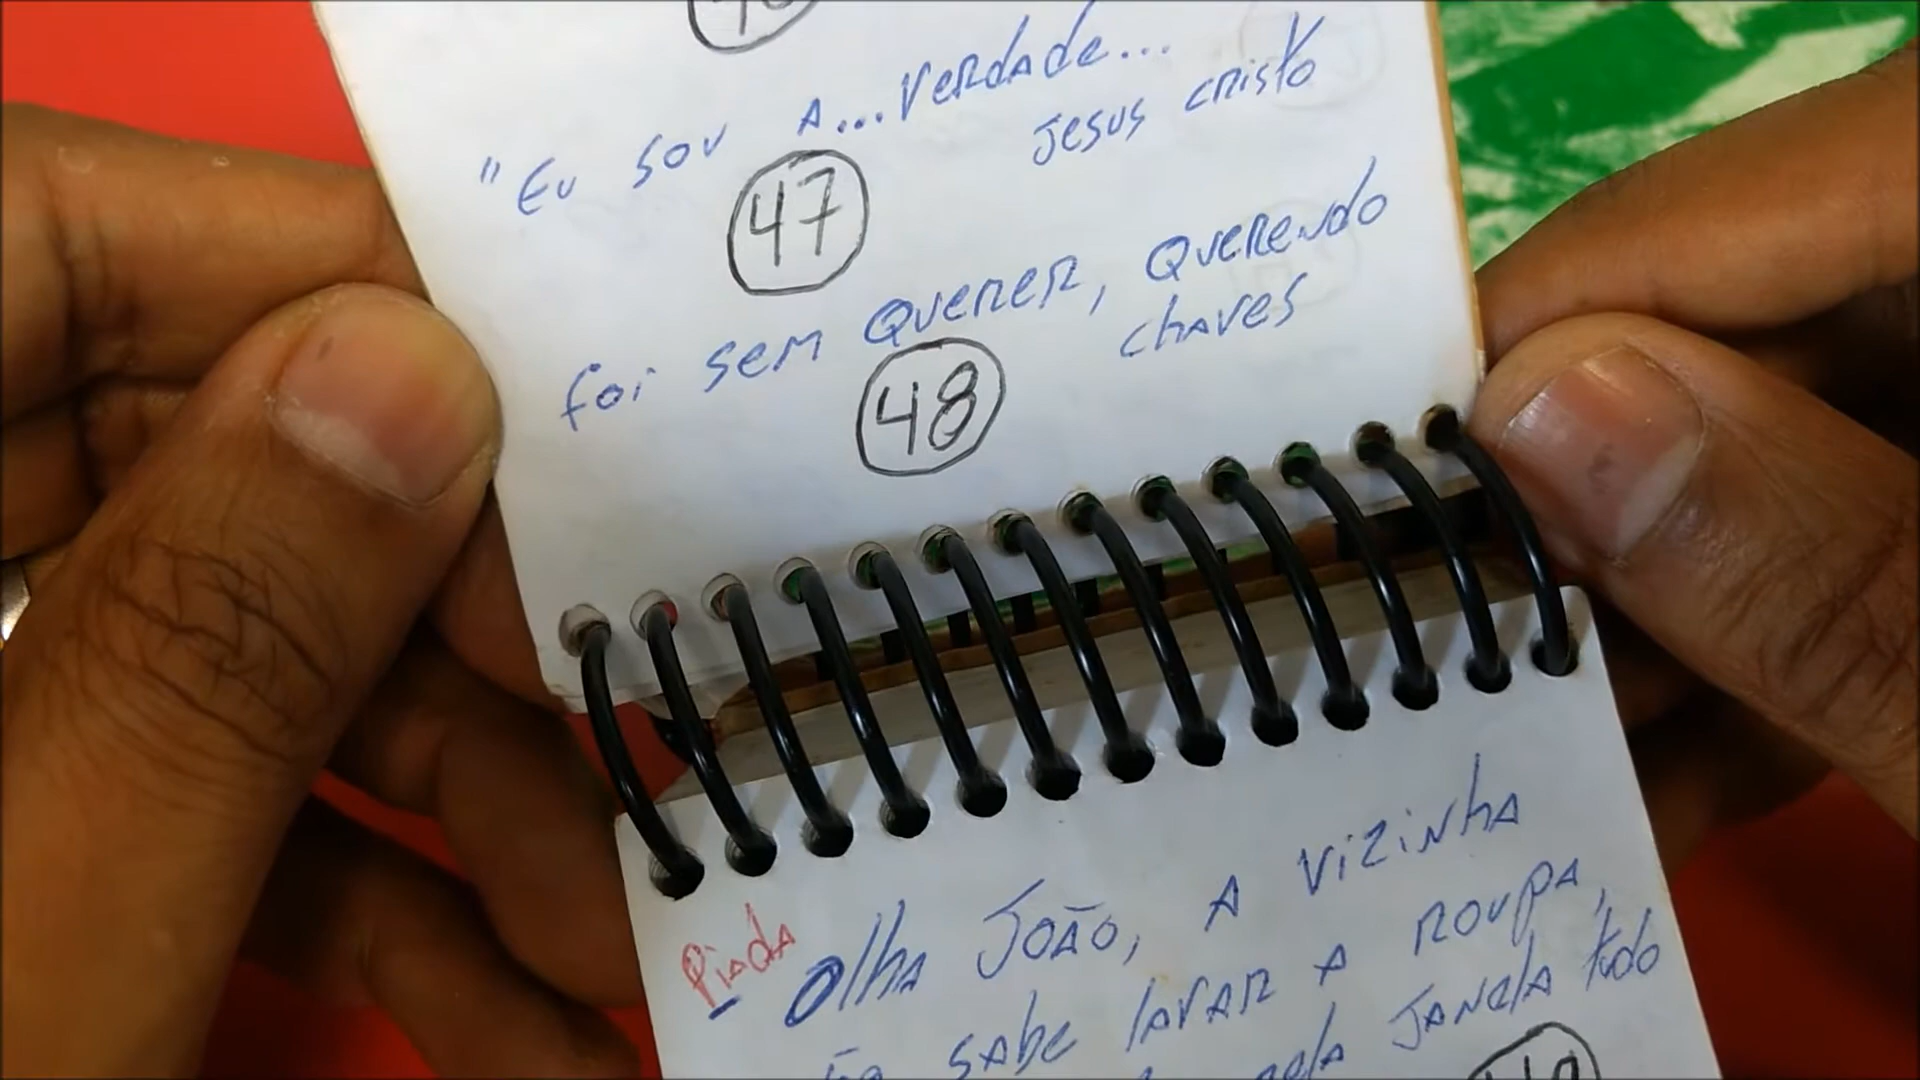 "Eu sou a...verdade...
Jesus Cristo
47
foi sem querer, querendo
chaves
48
Piada
- Olha João, a vizinha
sabe lavar a roupa,
janela tudo